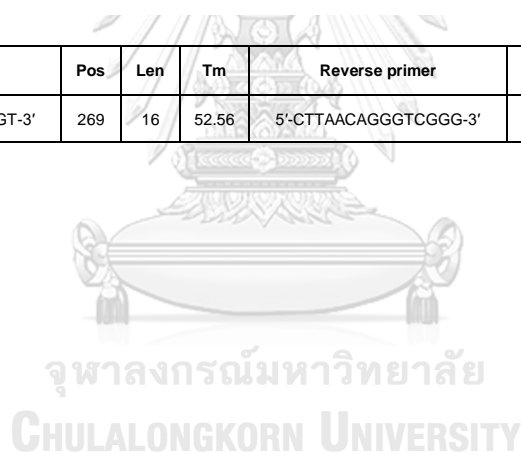 Pos Len Tm Reverse primer
GT-3′ 269 16 52.56 5′-CTTAACAGGGTCGGG-3′
จุฬาลงกรณ์มหาวิทยาลัย
CHULALONGKORN UNIVERSITY